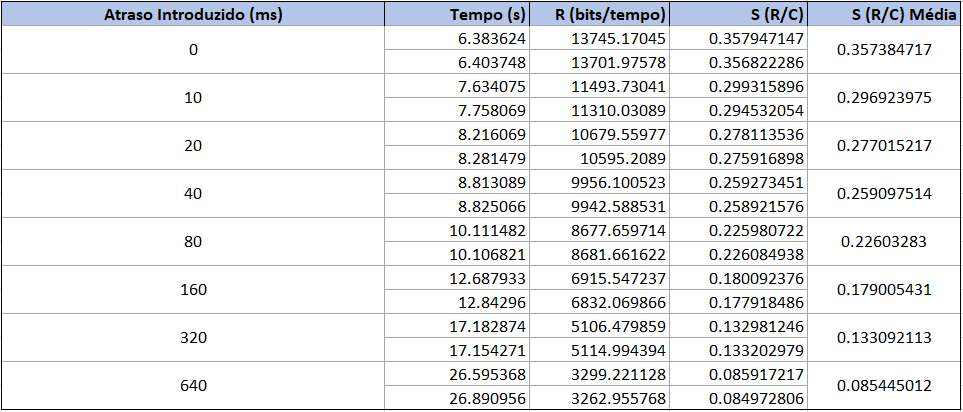 Atraso Introduzido (ms) Tempo (s) R (bits/tempo) S (R/C) S (R/C) Média
0 6.383624 13745.17045 0.357947147 0.357384717
6.403748 13701.97578 0.356822286
10 7.634075 11493.73041 0.299315896 0.296923975
7.758069 11310.03089 0.294532054
20 8.216069 10679.55977 0.278113536 0.277015217
8.281479 10595.2089 0.275916898
40 8.813089 9956.100523 0.259273451 0.259097514
8.825066 9942.588531 0.258921576
80 10.111482 8677.659714 0.225980722 0.22603283
10.106821 8681.661622 0.226084938
160 12.687933 6915.547237 0.180092376 0.179005431
12.84296 6832.069866 0.177918486
320 17.182874 5106.479859 0.132981246 0.133092113
17.154271 5114.994394 0.133202979
640 26.595368 3299.221128 0.085917217 0.085445012
26.890956 3262.955768 0.084972806